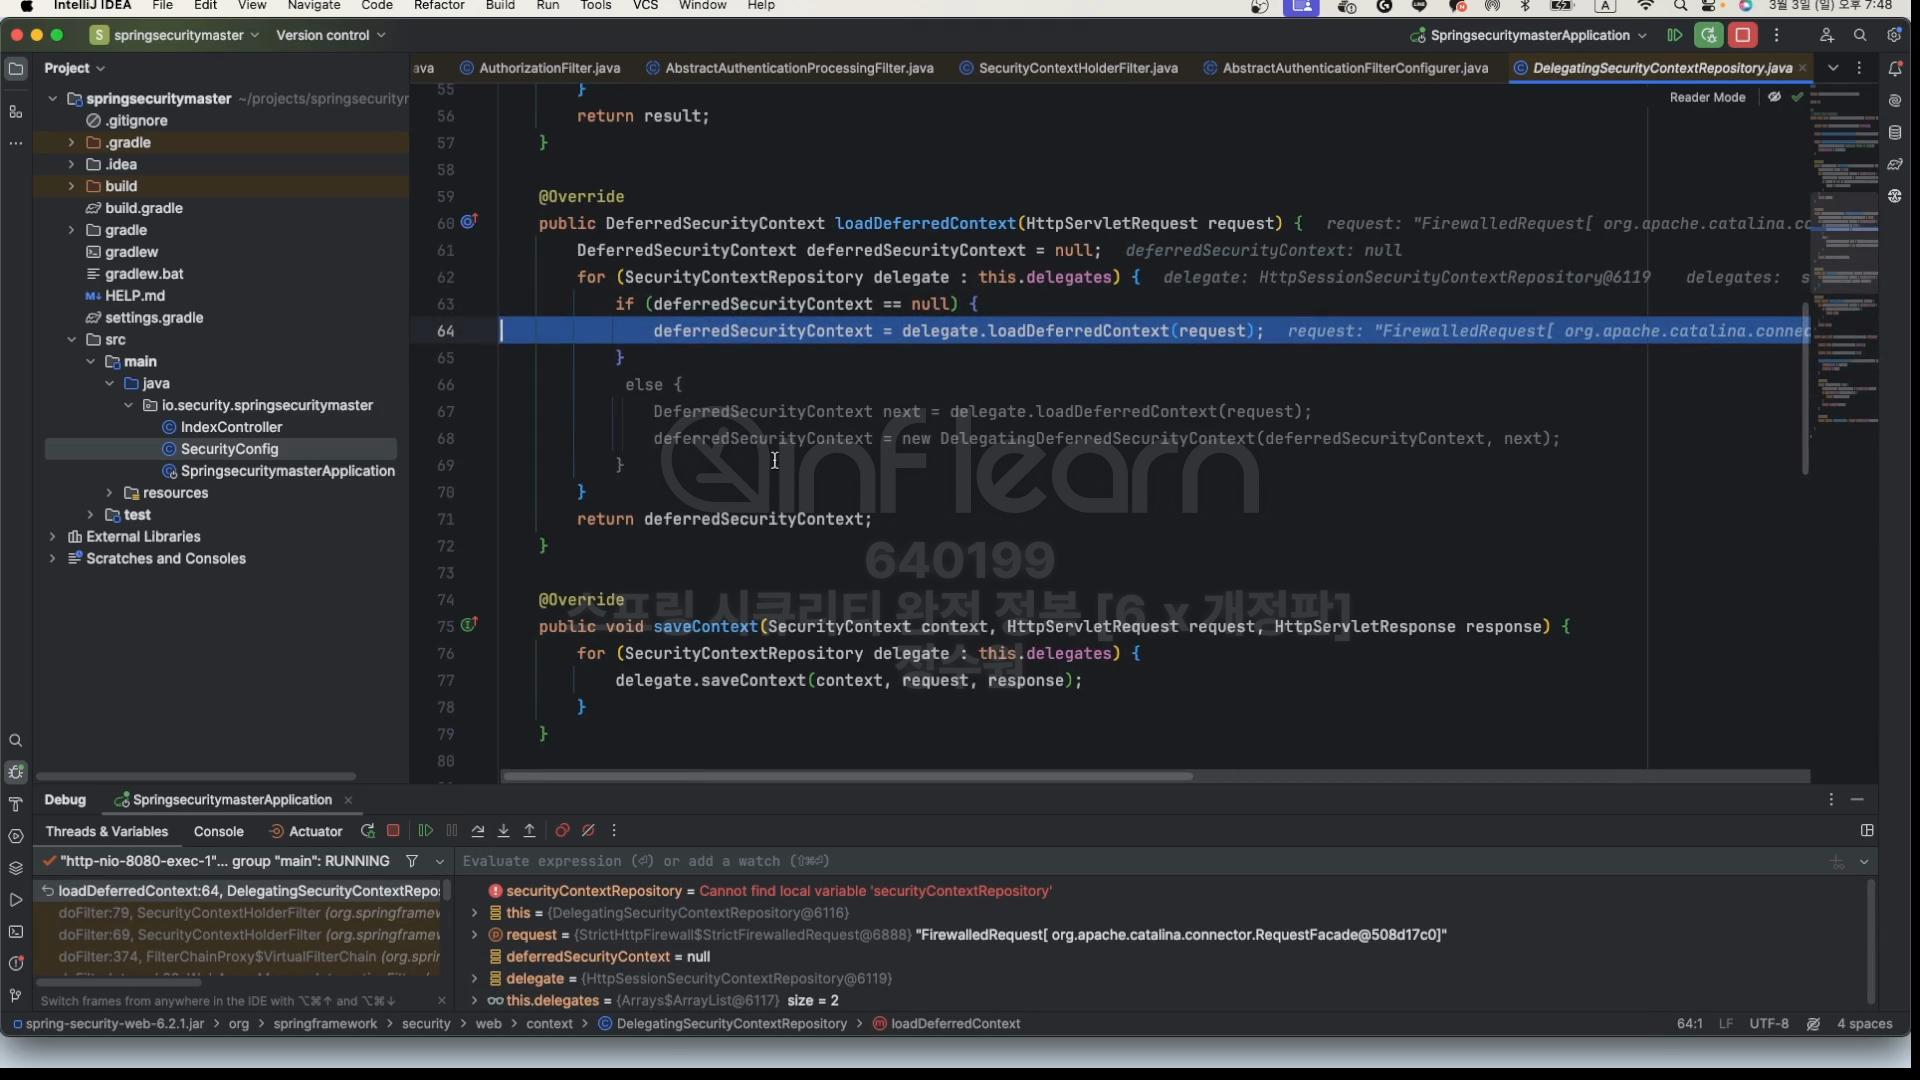 IntelliJ IDEA File Edit View Navigate Code Refactor Build Run Tools VCS Window Help
A 3월 3일 (일) 오후 7:48
S springsecuritymaster Version control SpringsecuritymasterApplication
Project
ava AuthorizationFilter.java AbstractAuthenticationProcessingFilter.java SecurityContextHolderFilter.java AbstractAuthenticationFilterConfigurer.java DelegatingSecurityContextRepository.java
Reader Mode
springsecuritymaster ~/projects/springsecurityr
.gitignore
.gradle
.idea
build
build.gradle
gradle
gradlew
gradlew.bat
HELP.md
settings.gradle
src
main
java
io.security.springsecuritymaster
IndexController
SecurityConfig
SpringsecuritymasterApplication
resources
test
External Libraries
Scratches and Consoles
55 }
56 return result;
57 }
58
59 @Override
60 public DeferredSecurityContext loadDeferredContext(HttpServletRequest request) { request: "FirewalledRequest[ org.apache.catalina.co
61 DeferredSecurityContext deferredSecurityContext = null; deferredSecurityContext: null
62 for (SecurityContextRepository delegate : this.delegates) { delegate: HttpSessionSecurityContextRepository@6119 delegates: s
63 if (deferredSecurityContext == null) {
64 deferredSecurityContext = delegate.loadDeferredContext(request); request: "FirewalledRequest[ org.apache.catalina.connec
65 }
66 else {
67 DeferredSecurityContext next = delegate.loadDeferredContext(request);
68 deferredSecurityContext = new DelegatingDeferredSecurityContext(deferredSecurityContext, next);
69 }
70 }
71 return deferredSecurityContext;
72 }
73
74 @Override
75 public void saveContext(SecurityContext context, HttpServletRequest request, HttpServletResponse response) {
76 for (SecurityContextRepository delegate : this.delegates) {
77 delegate.saveContext(context, request, response);
78 }
79 }
80
inflearn
640199
스프링 시큐리티 완전 정복 [6.x 개정판]
정수원
Debug SpringsecuritymasterApplication
Threads & Variables Console Actuator
"http-nio-8080-exec-1"... group "main": RUNNING
Evaluate expression (⏎) or add a watch (⇧⌘⏎)
loadDeferredContext:64, DelegatingSecurityContextRepo
doFilter:79, SecurityContextHolderFilter (org.springframew
doFilter:69, SecurityContextHolderFilter (org.springframew
doFilter:374, FilterChainProxy$VirtualFilterChain (org.sprin
Switch frames from anywhere in the IDE with ⌥⌘↑ and ⌥⌘↓
securityContextRepository = Cannot find local variable 'securityContextRepository'
this = {DelegatingSecurityContextRepository@6116}
request = {StrictHttpFirewall$StrictFirewalledRequest@6888} "FirewalledRequest[ org.apache.catalina.connector.RequestFacade@508d17c0]"
deferredSecurityContext = null
delegate = {HttpSessionSecurityContextRepository@6119}
this.delegates = {Arrays$ArrayList@6117} size = 2
spring-security-web-6.2.1.jar > org > springframework > security > web > context > DelegatingSecurityContextRepository > loadDeferredContext
64:1 LF UTF-8 4 spaces